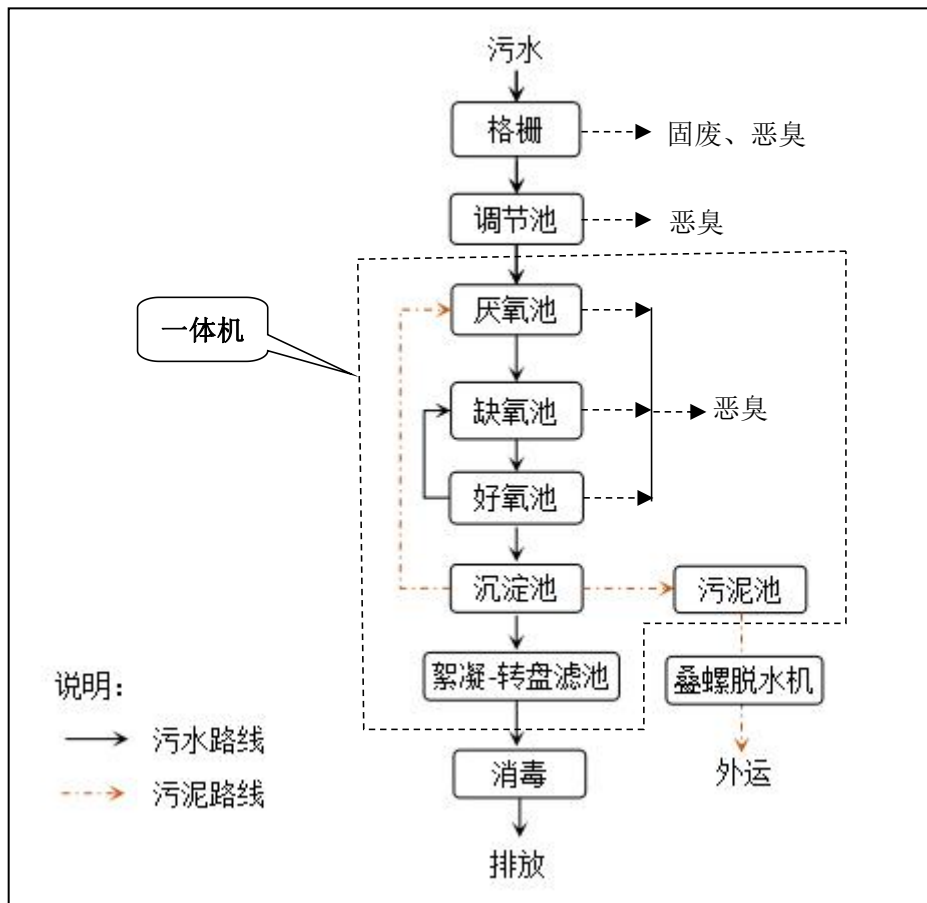 污水
格栅
固废、恶臭
调节池
恶臭
厌氧池
一体机
缺氧池
恶臭
好氧池
沉淀池
污泥池
絮凝-转盘滤池
叠螺脱水机
说明：
污水路线
消毒
外运
污泥路线
排放